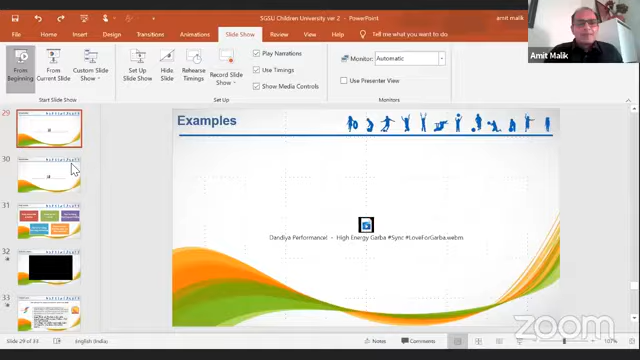 SGSU Children University ver 2 - PowerPoint
amit malik
File
Home
Insert
Design
Transitions
Animations
Slide Show
Review
View
Help
Tell me what you want to do
From Beginning
From Current Slide
Custom Slide Show
Set Up Slide Show
Hide Slide
Rehearse Timings
Record Slide Show
Play Narrations
Use Timings
Show Media Controls
Monitor:
Automatic
Use Presenter View
Start Slide Show
Set Up
Monitors
Amit Malik
29
30
31
32
33
Examples
Dandiya Performance! - High Energy Garba #Sync #LoveForGarba.webm
Slide 29 of 33
English (India)
Notes
Comments
107%
zoom